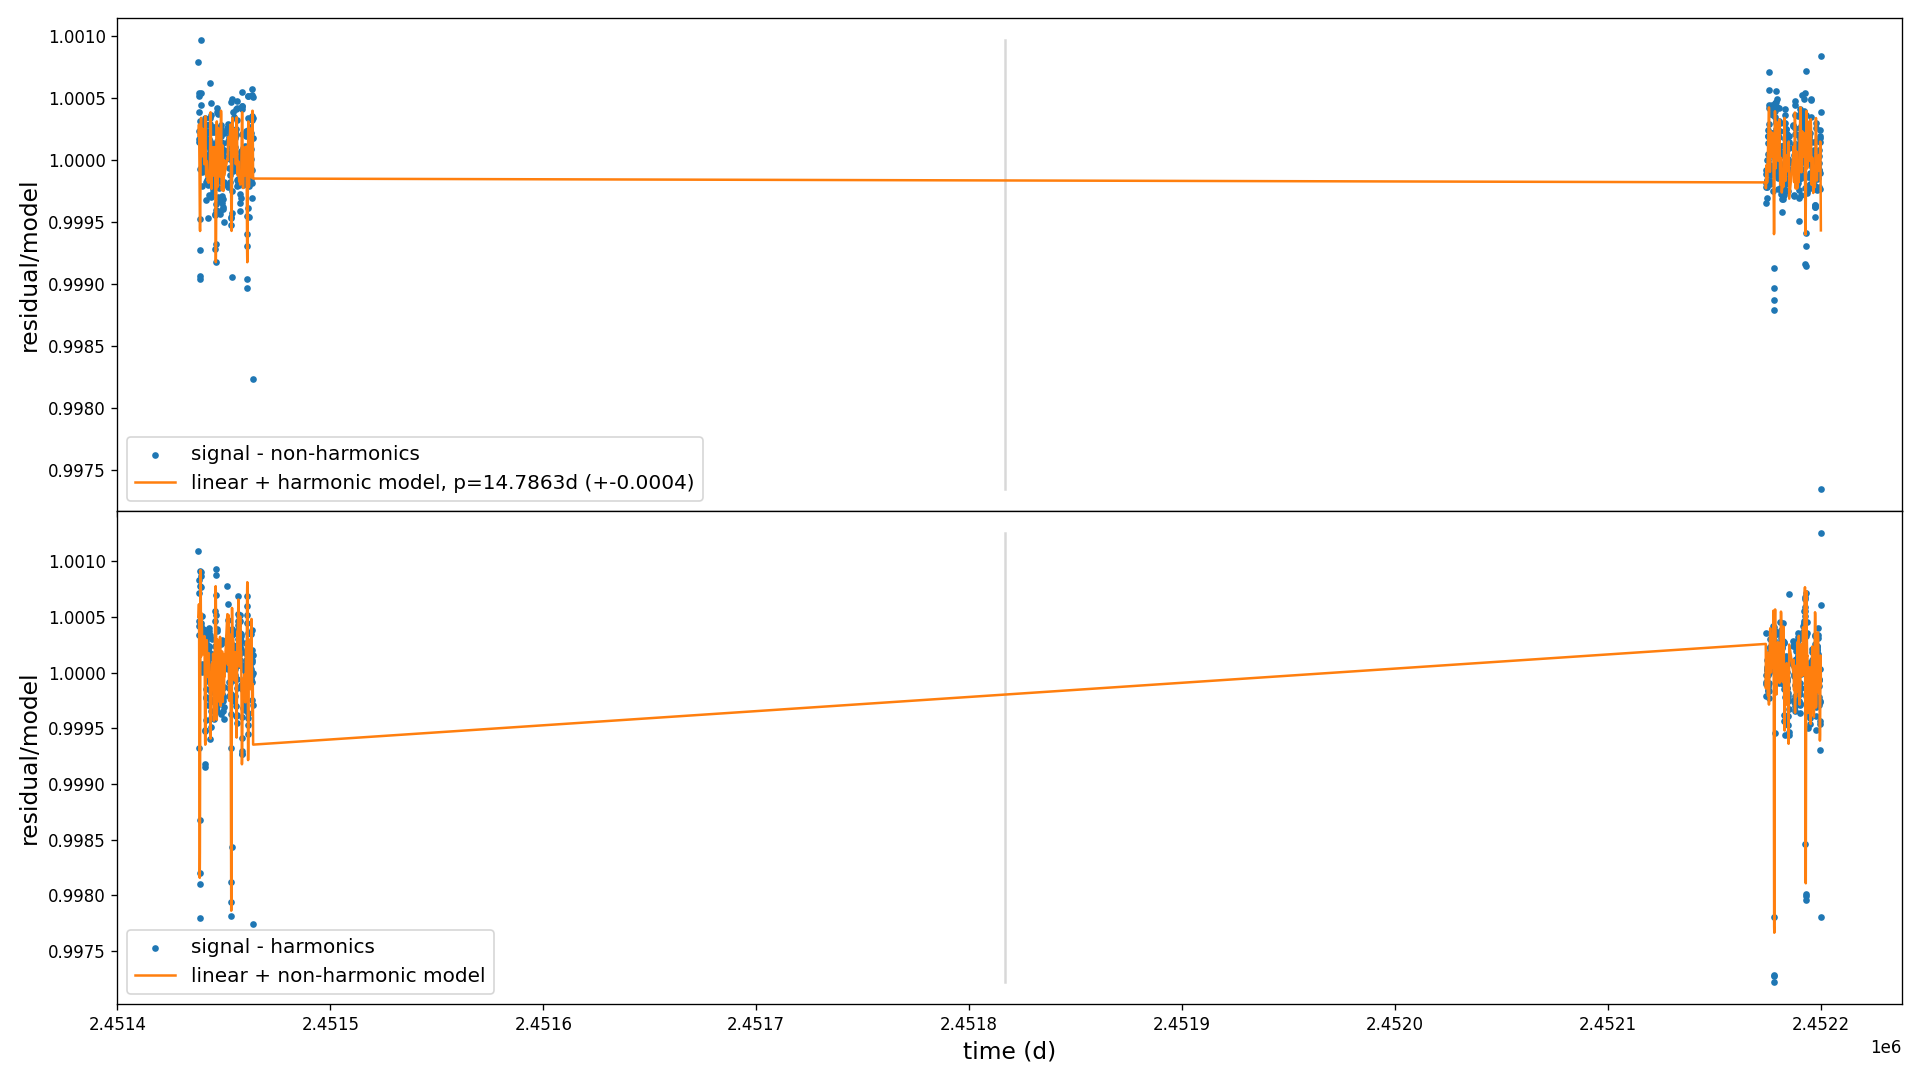 1.0010
1.0005
1.0000
0.9995
0.9990
0.9985
0.9980
0.9975
residual/model
signal - non-harmonics
linear + harmonic model, p=14.7863d (+-0.0004)
1.0010
1.0005
1.0000
0.9995
0.9990
0.9985
0.9980
0.9975
residual/model
signal - harmonics
linear + non-harmonic model
2.4514 2.4515 2.4516 2.4517 2.4518 2.4519 2.4520 2.4521 2.4522
1e6
time (d)